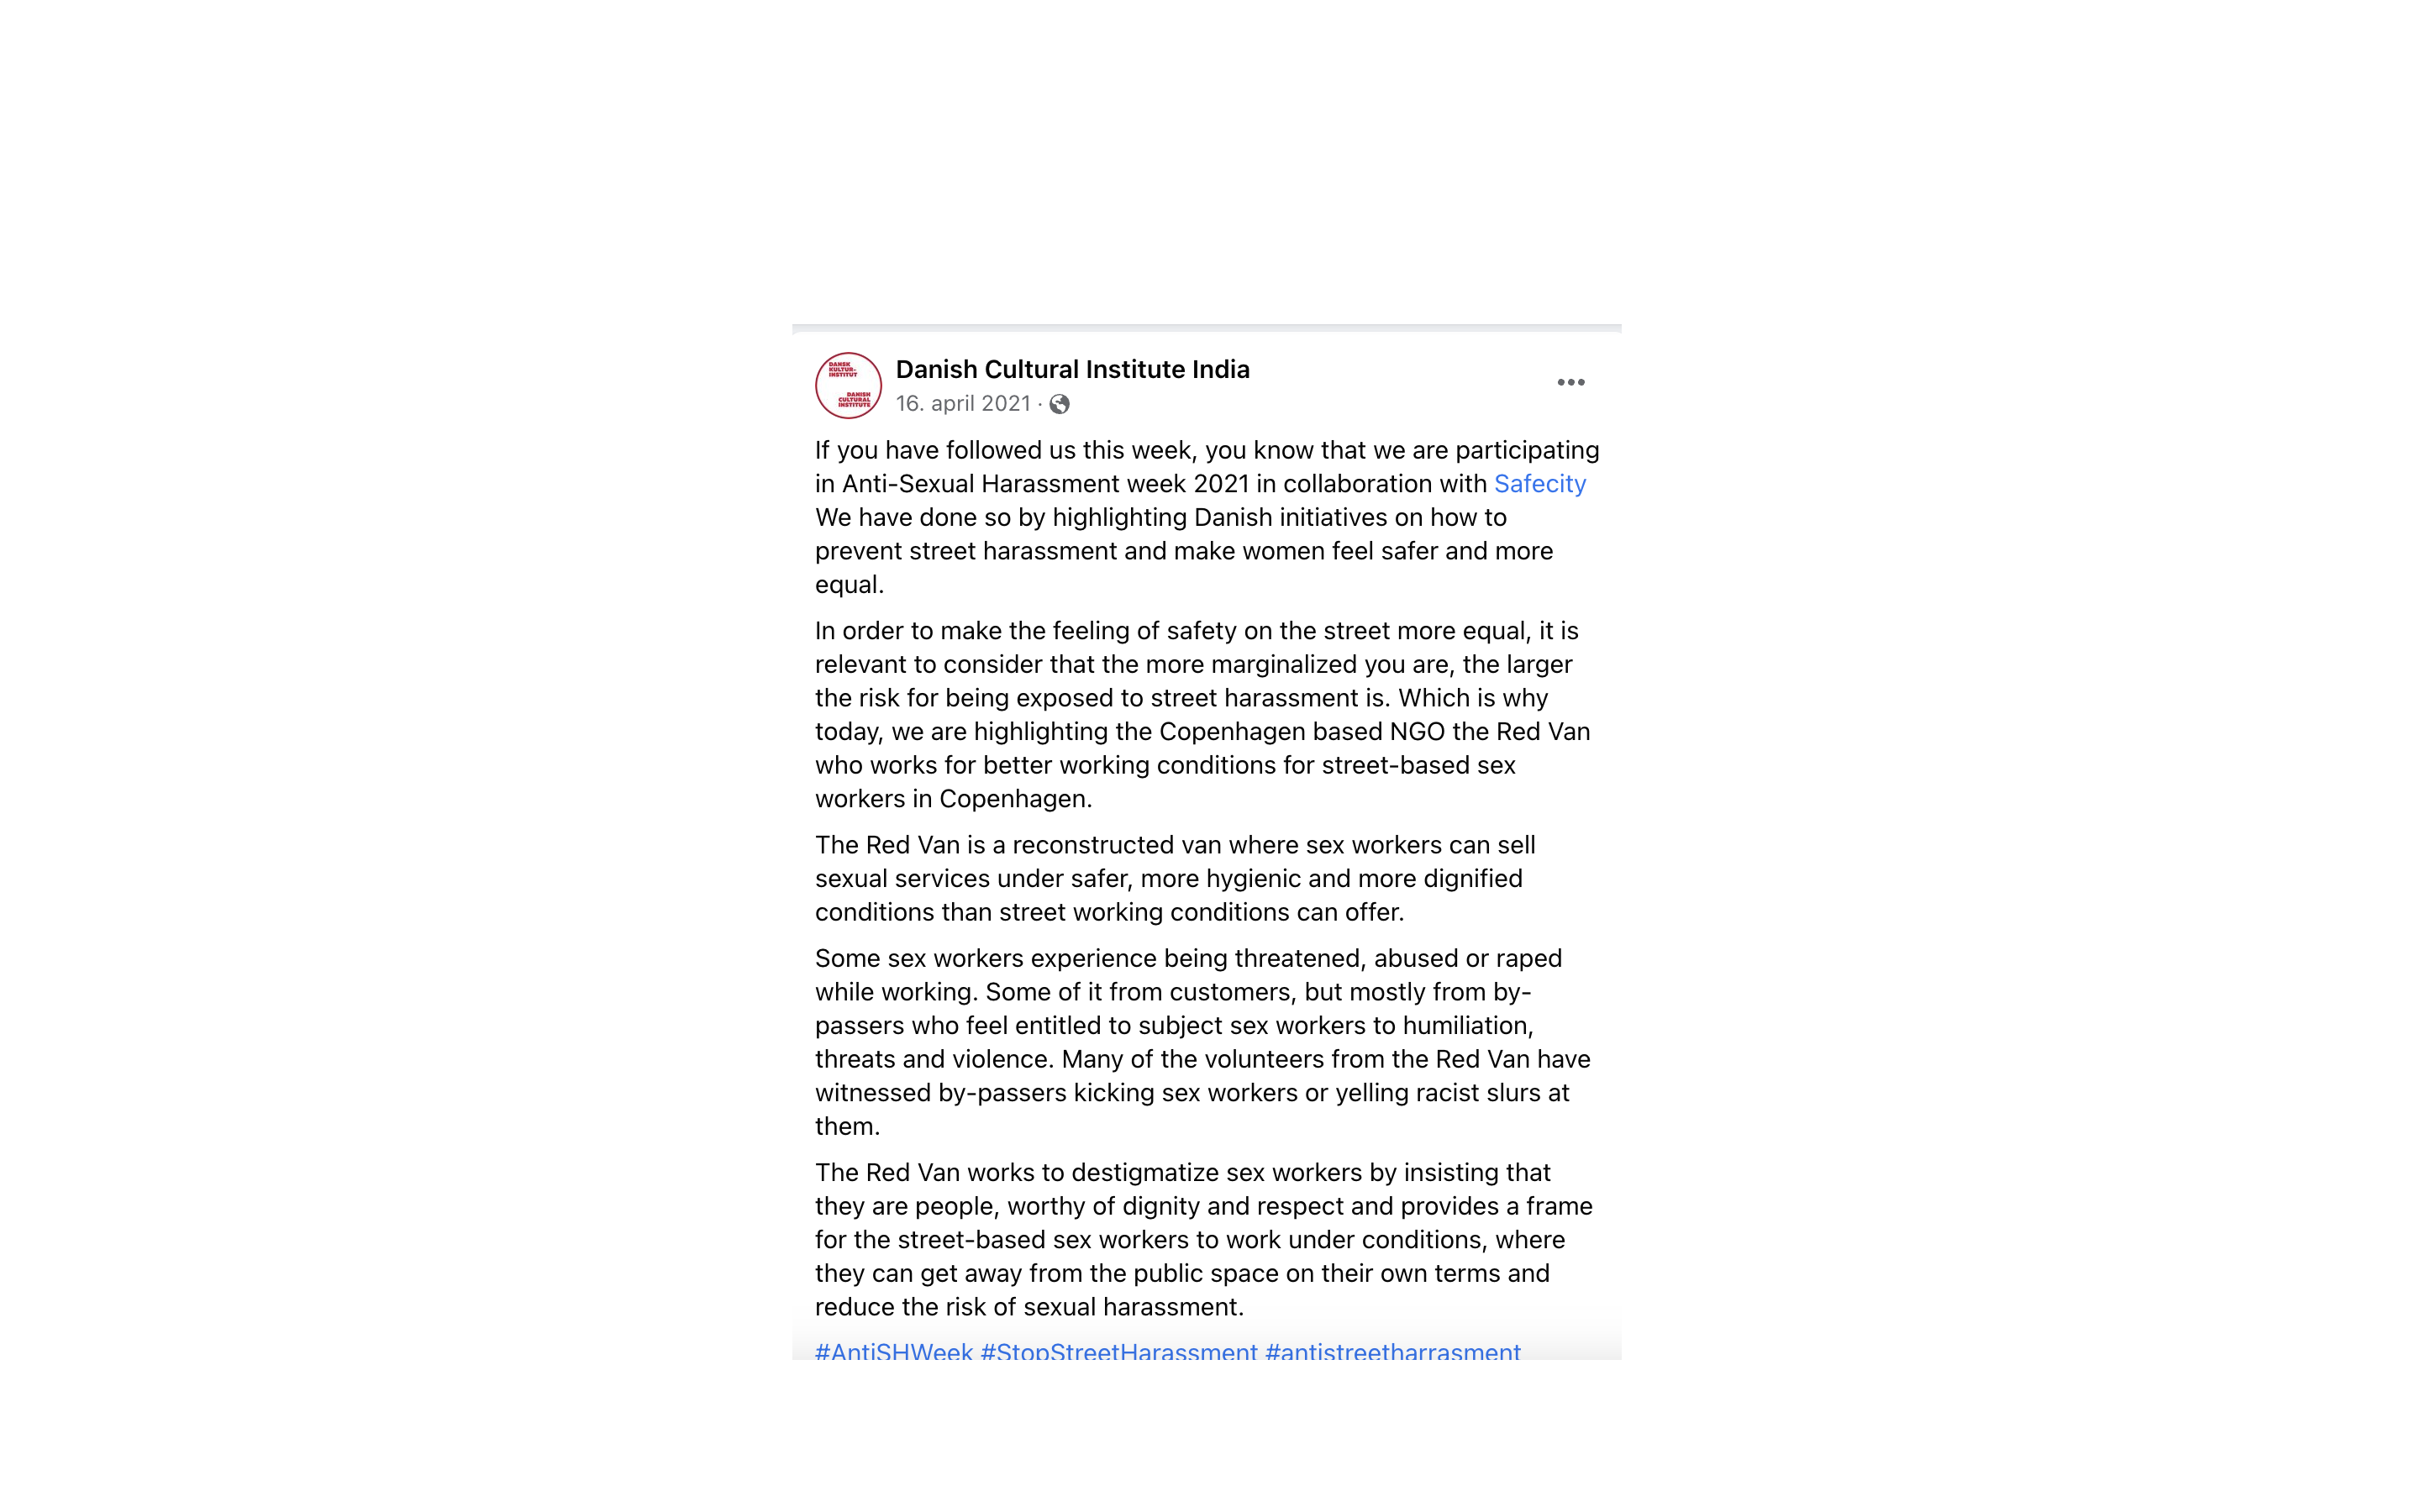 DANSK
KULTUR-
INSTITUT
DANISH
CULTURAL
INSTITUTE
Danish Cultural Institute India
16. april 2021 ·
If you have followed us this week, you know that we are participating
in Anti-Sexual Harassment week 2021 in collaboration with Safecity
We have done so by highlighting Danish initiatives on how to
prevent street harassment and make women feel safer and more
equal.
In order to make the feeling of safety on the street more equal, it is
relevant to consider that the more marginalized you are, the larger
the risk for being exposed to street harassment is. Which is why
today, we are highlighting the Copenhagen based NGO the Red Van
who works for better working conditions for street-based sex
workers in Copenhagen.
The Red Van is a reconstructed van where sex workers can sell
sexual services under safer, more hygienic and more dignified
conditions than street working conditions can offer.
Some sex workers experience being threatened, abused or raped
while working. Some of it from customers, but mostly from by-
passers who feel entitled to subject sex workers to humiliation,
threats and violence. Many of the volunteers from the Red Van have
witnessed by-passers kicking sex workers or yelling racist slurs at
them.
The Red Van works to destigmatize sex workers by insisting that
they are people, worthy of dignity and respect and provides a frame
for the street-based sex workers to work under conditions, where
they can get away from the public space on their own terms and
reduce the risk of sexual harassment.
#AntiSHWeek #StopStreetHarassment #antistreetharrasment